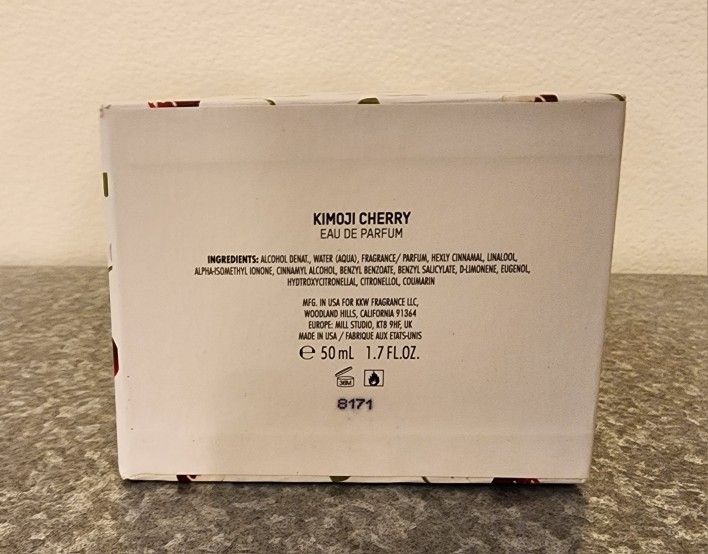 KIMOJI CHERRY
EAU DE PARFUM
INGREDIENTS: ALCOHOL DENAT., WATER (AQUA), FRAGRANCE/ PARFUM, HEXLY CINNAMAL, LINALOOL,
ALPHA-ISOMETHYL IONONE, CINNAMYL ALCOHOL, BENZYL BENZOATE, BENZYL SALICYLATE, D-LIMONENE, EUGENOL,
HYDROXYCITRONELLAL, CITRONELLOL, COUMARIN
MFG. IN USA FOR KKW FRAGRANCE LLC,
WOODLAND HILLS, CALIFORNIA 91364
EUROPE: MILL STUDIO, KT8 9HF, UK
MADE IN USA / FABRIQUE AUX ETATS-UNIS
℮ 50 mL 1.7 FL.OZ.
36M
8171